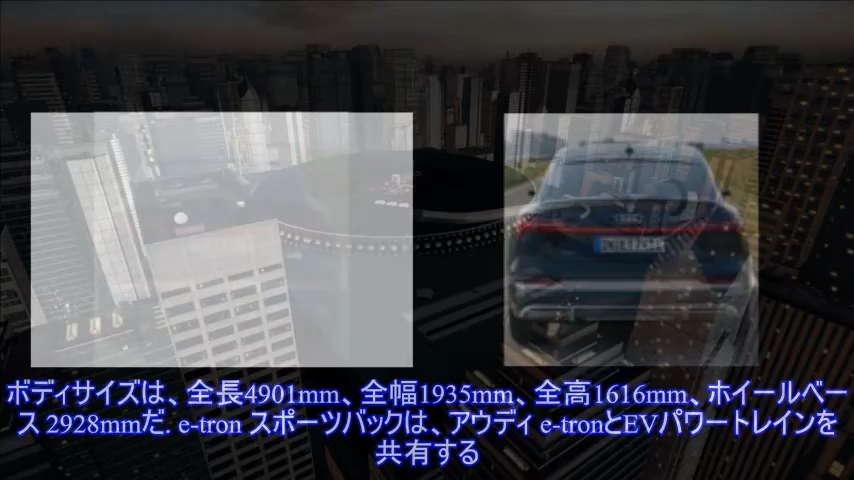 ボディサイズは、全長4901mm、全幅1935mm、全高1616mm、ホイールベー
ス 2928mmだ. e-tron スポーツバックは、アウディ e-tronとEVパワートレインを
共有する